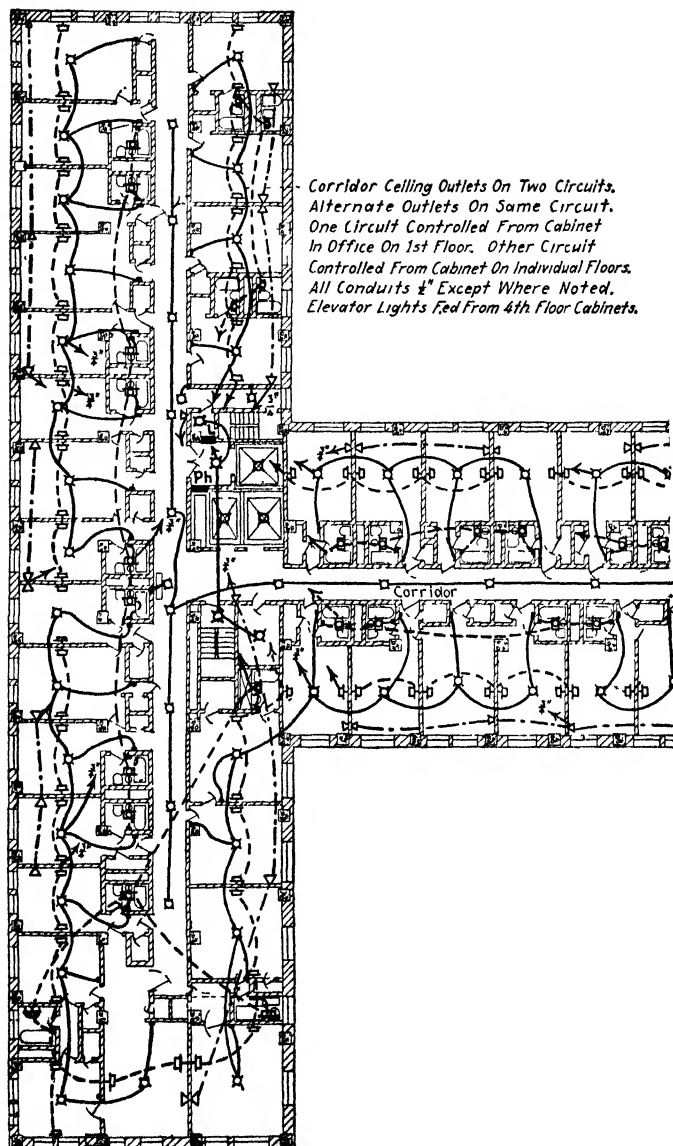 Corridor Ceiling Outlets On Two Circuits.
Alternate Outlets On Same Circuit.
One Circuit Controlled From Cabinet
In Office On 1st Floor. Other Circuit
Controlled From Cabinet On Individual Floors.
All Conduits ½" Except Where Noted.
Elevator Lights Fed From 4th Floor Cabinets.
L
Ph
Corridor